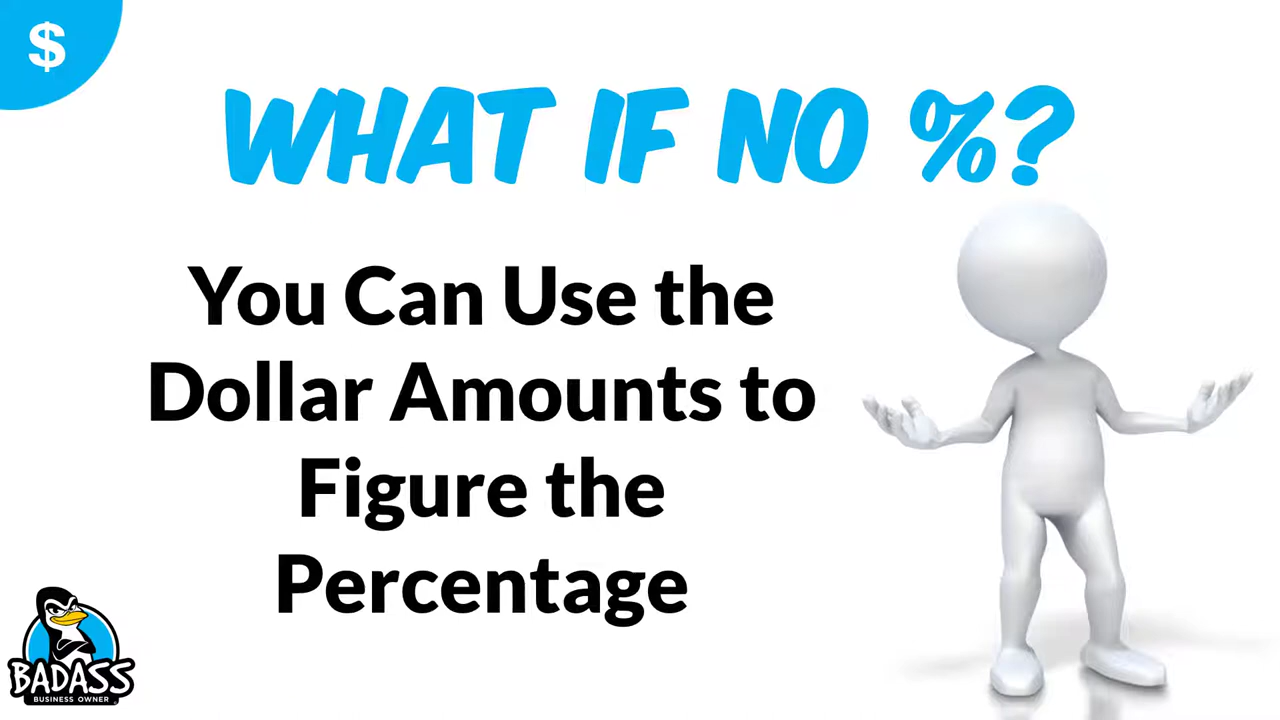 $
WHAT IF NO %?
You Can Use the
Dollar Amounts to
Figure the
Percentage
BADASS
BUSINESS OWNER